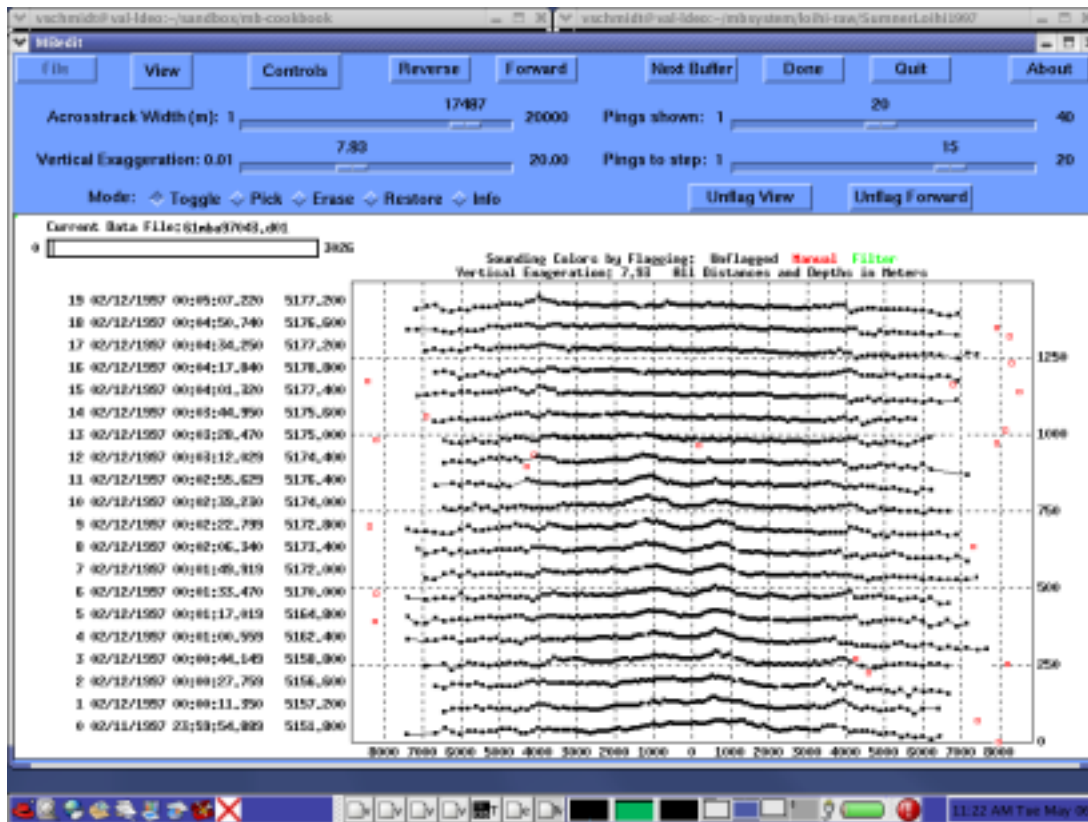 vschmidt@val-ldeo:~/sandbox/mb-cookbook
vschmidt@val-ldeo:~/mbsystem/loihi-raw/SumnerLoihi1997
MBedit
File View Controls Reverse Forward Next Buffer Done Quit About
Acrosstrack Width (m): 1 17487 20000 Pings shown: 1 20 40
Vertical Exaggeration: 0.01 7.93 20.00 Pings to step: 1 15 20
Mode: Toggle Pick Erase Restore Info Unflag View Unflag Forward
Current Data File:
0 3026
Sounding Colors by Flagging: Unflagged Manual Filter
Vertical Exageration: 7.93 All Distances and Depths in Meters
19 02/12/1997 00:05:07.220 5177.200
18 02/12/1997 00:04:50.740 5176.600
17 02/12/1997 00:04:34.250 5177.200
16 02/12/1997 00:04:17.840 5178.800
15 02/12/1997 00:04:01.320 5177.400
14 02/12/1997 00:03:44.950 5175.600
13 02/12/1997 00:03:28.470 5175.000
12 02/12/1997 00:03:12.029 5174.400
11 02/12/1997 00:02:55.629 5176.400
10 02/12/1997 00:02:39.230 5174.000
9 02/12/1997 00:02:22.799 5172.800
8 02/12/1997 00:02:06.340 5173.400
7 02/12/1997 00:01:49.919 5172.000
6 02/12/1997 00:01:33.470 5170.000
5 02/12/1997 00:01:17.019 5164.800
4 02/12/1997 00:01:00.559 5162.400
3 02/12/1997 00:00:44.149 5158.800
2 02/12/1997 00:00:27.759 5156.600
1 02/12/1997 00:00:11.350 5157.200
0 02/11/1997 23:59:54.889 5151.800
1250
1000
750
500
250
0
8000 7000 6000 5000 4000 3000 2000 1000 0 1000 2000 3000 4000 5000 6000 7000 8000
11:22 AM Tue May 06